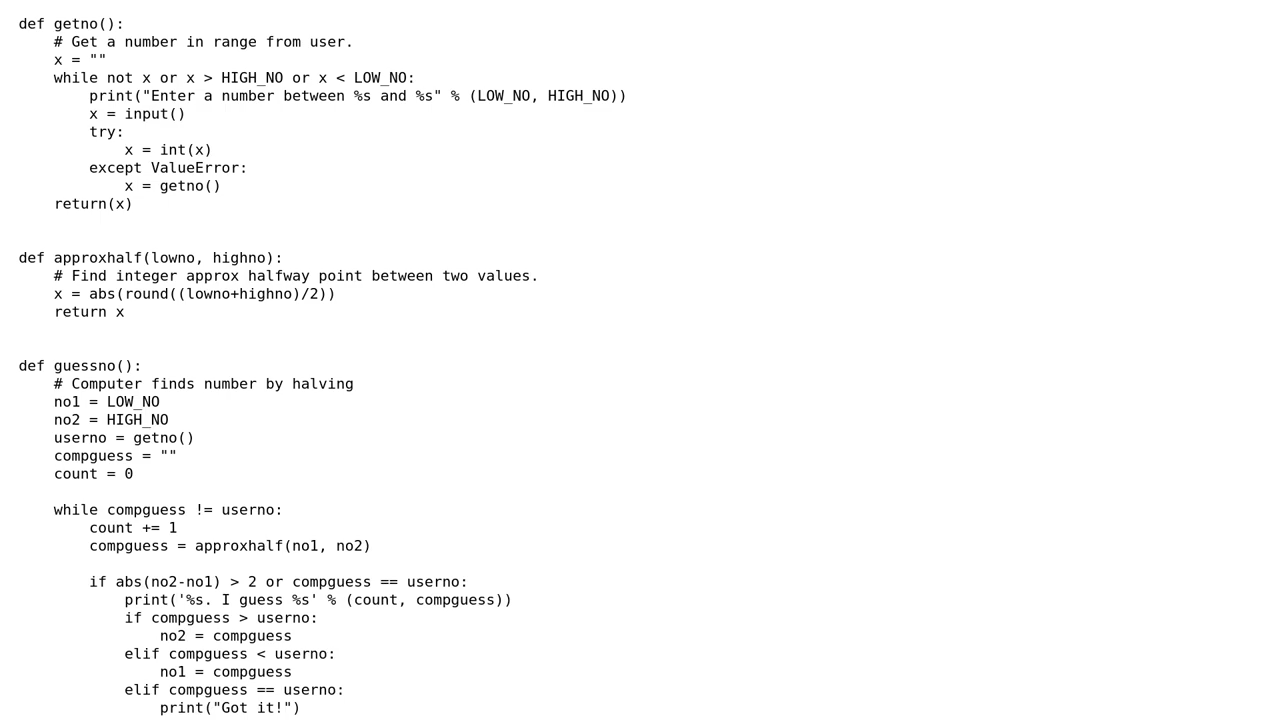 def getno():
    # Get a number in range from user.
    x = ""
    while not x or x > HIGH_NO or x < LOW_NO:
        print("Enter a number between %s and %s" % (LOW_NO, HIGH_NO))
        x = input()
        try:
            x = int(x)
        except ValueError:
            x = getno()
    return(x)
def approxhalf(lowno, highno):
    # Find integer approx halfway point between two values.
    x = abs(round((lowno+highno)/2))
    return x
def guessno():
    # Computer finds number by halving
    no1 = LOW_NO
    no2 = HIGH_NO
    userno = getno()
    compguess = ""
    count = 0
    while compguess != userno:
        count += 1
        compguess = approxhalf(no1, no2)
        if abs(no2-no1) > 2 or compguess == userno:
            print('%s. I guess %s' % (count, compguess))
            if compguess > userno:
                no2 = compguess
            elif compguess < userno:
                no1 = compguess
            elif compguess == userno:
                print("Got it!")